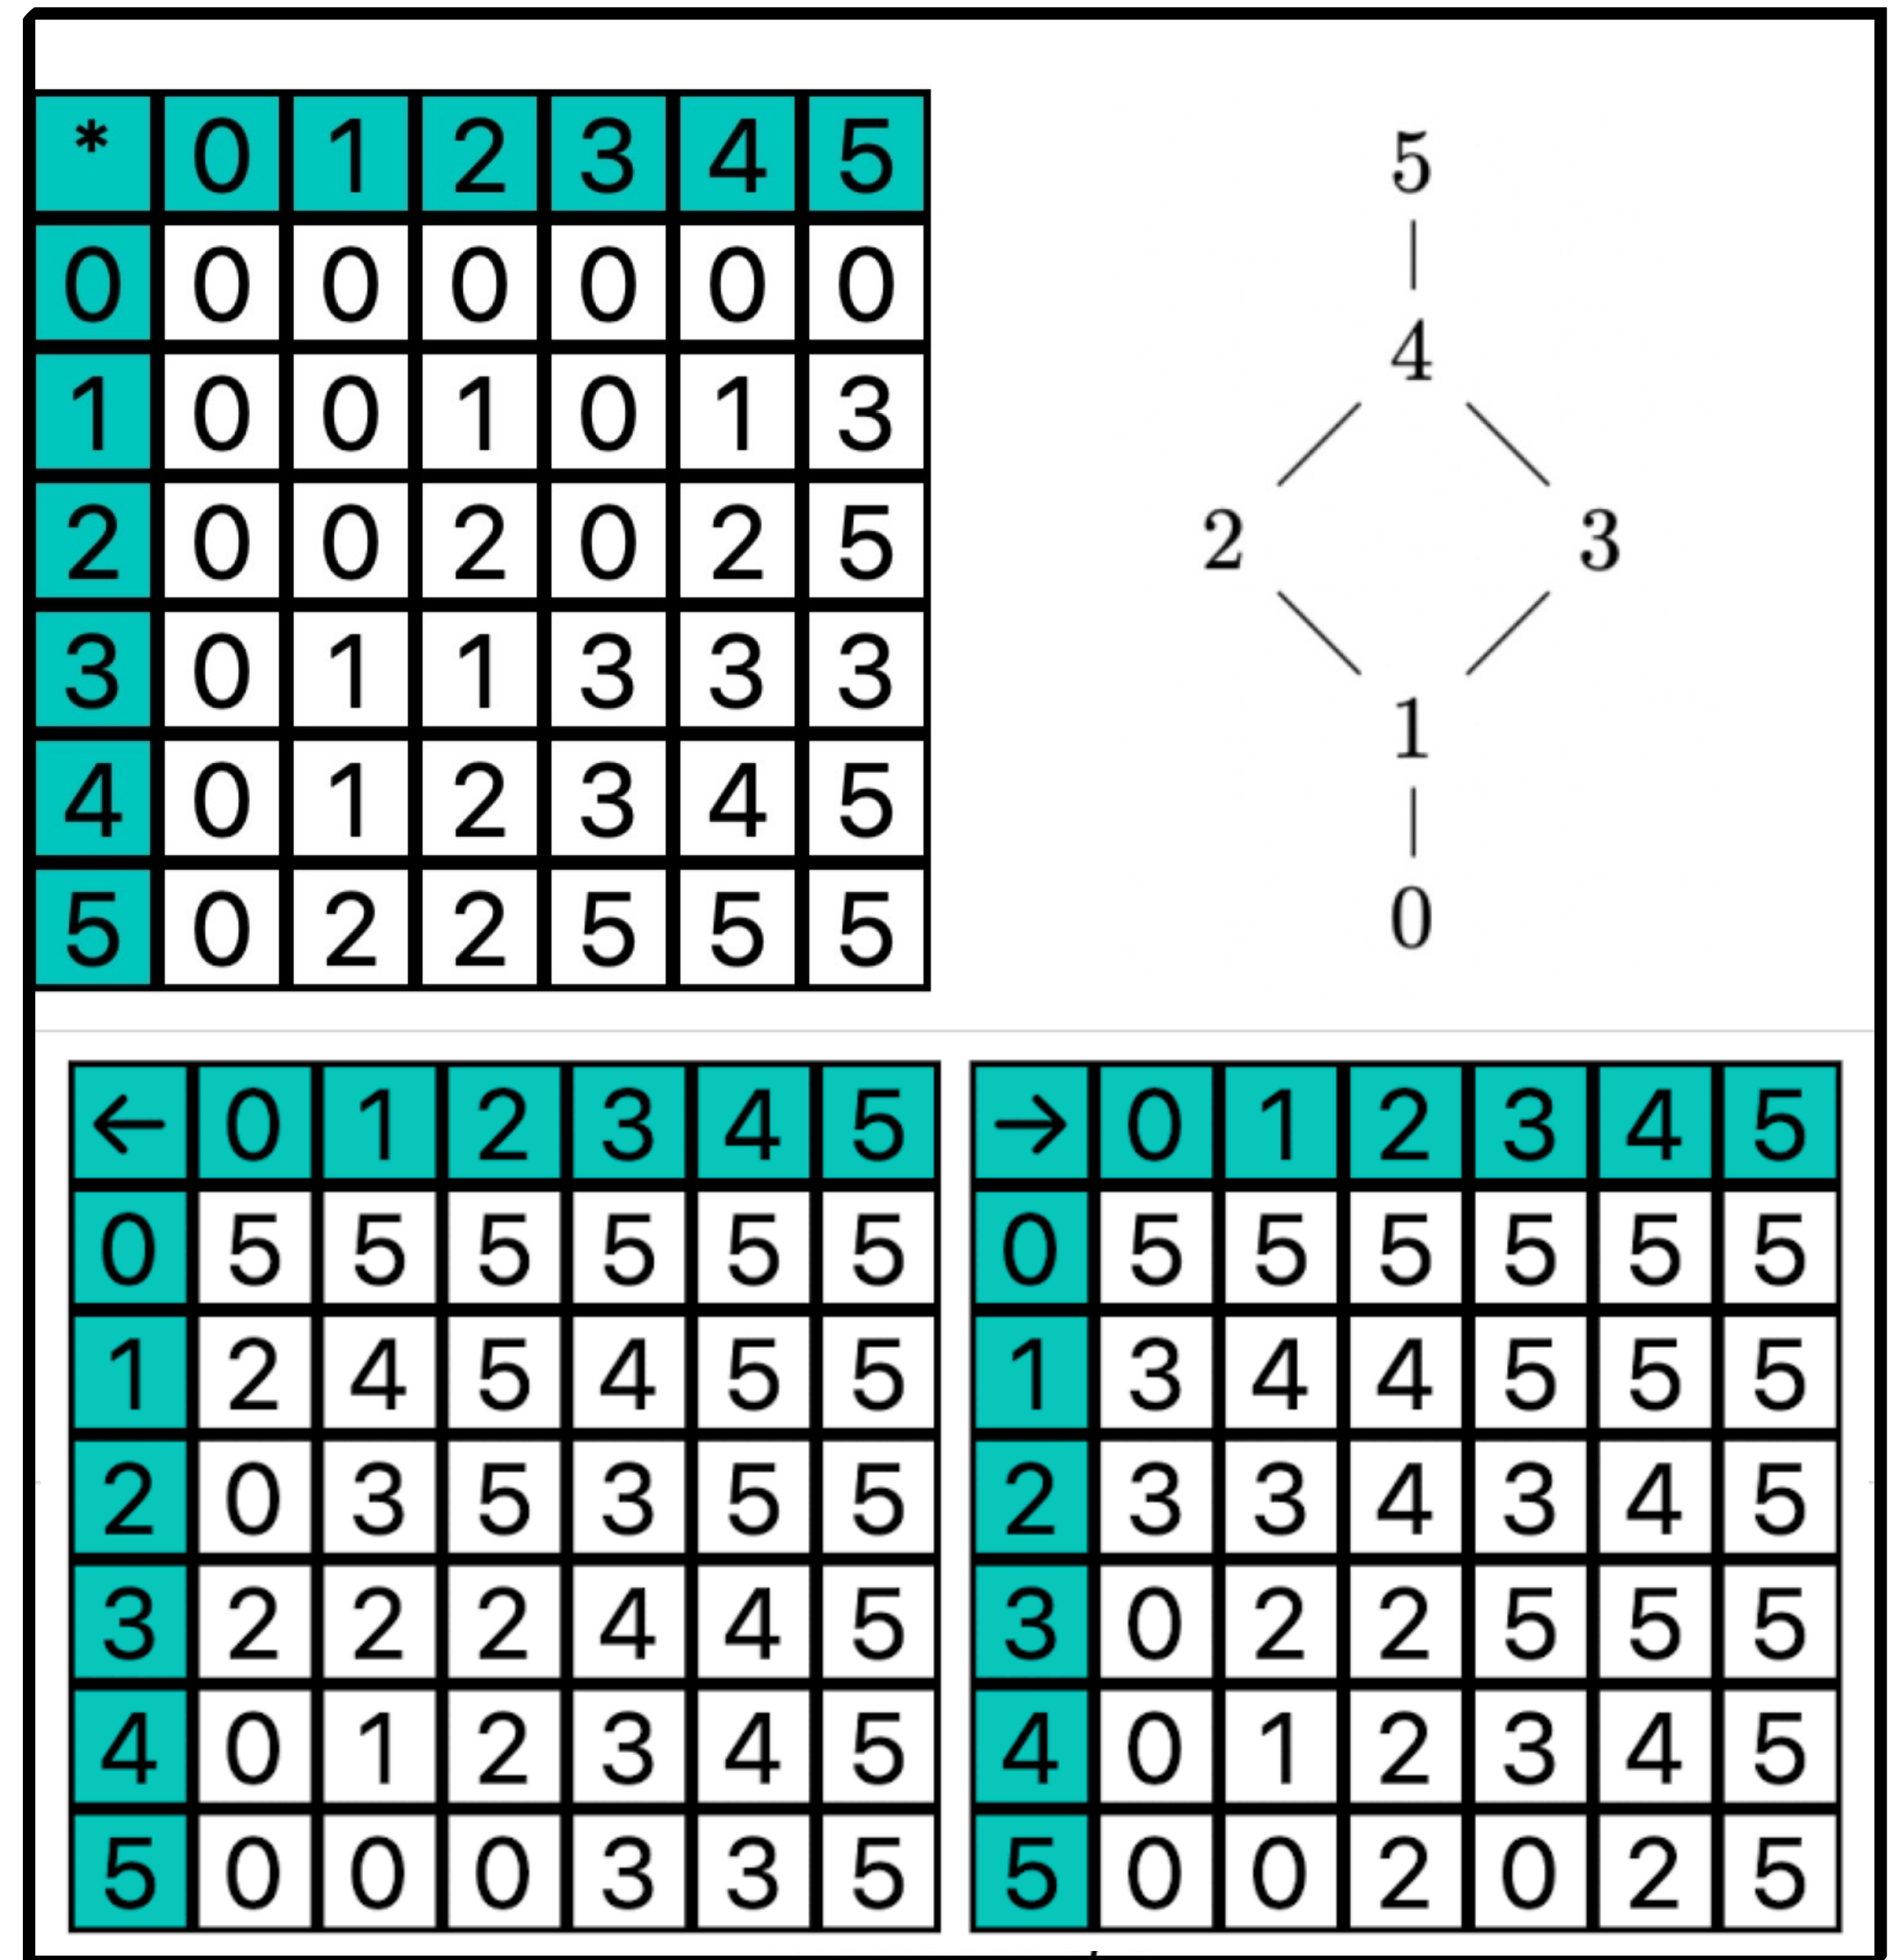 * 0 1 2 3 4 5
0 0 0 0 0 0 0
1 0 0 1 0 1 3
2 0 0 2 0 2 5
3 0 1 1 3 3 3
4 0 1 2 3 4 5
5 0 2 2 5 5 5
5
4
2 3
1
0
← 0 1 2 3 4 5
0 5 5 5 5 5 5
1 2 4 5 4 5 5
2 0 3 5 3 5 5
3 2 2 2 4 4 5
4 0 1 2 3 4 5
5 0 0 0 3 3 5
→ 0 1 2 3 4 5
0 5 5 5 5 5 5
1 3 4 4 5 5 5
2 3 3 4 3 4 5
3 0 2 2 5 5 5
4 0 1 2 3 4 5
5 0 0 2 0 2 5